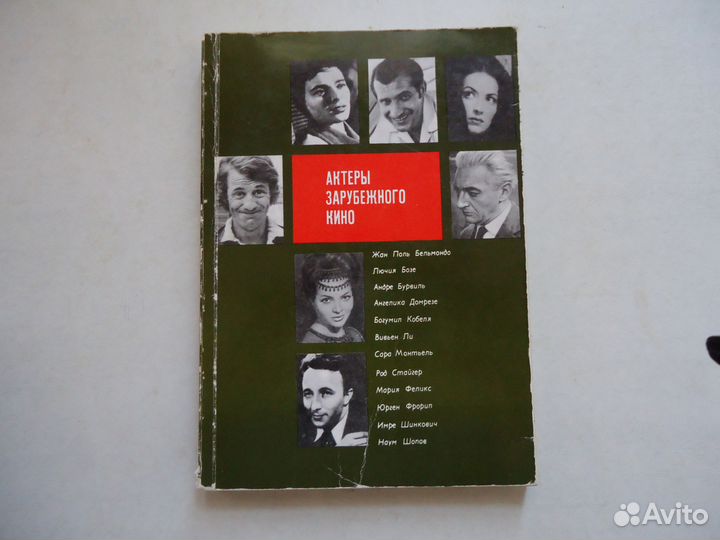 АКТЕРЫ
ЗАРУБЕЖНОГО
КИНО
Жан Поль Бельмондо
Лючия Бозе
Андре Бурвиль
Ангелика Домрезе
Богумил Кобеля
Вивьен Ли
Сара Монтьель
Род Стайгер
Мария Феликс
Юрген Фрорип
Имре Шинкович
Наум Шопов
Avito